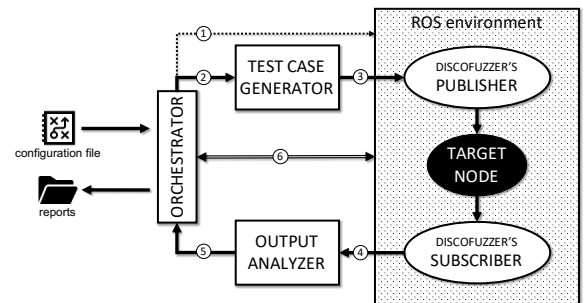 ROS environment
1
2
TEST CASE
GENERATOR
3
DISCOFUZZER'S
PUBLISHER
configuration file
ORCHESTRATOR
6
TARGET
NODE
reports
5
OUTPUT
ANALYZER
4
DISCOFUZZER'S
SUBSCRIBER